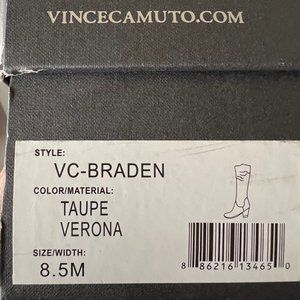 VINCECAMUTO.COM
STYLE:
VC-BRADEN
COLOR/MATERIAL:
TAUPE
VERONA
SIZE/WIDTH:
8.5M
8 86216 13465 0